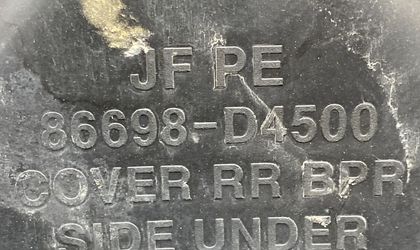 JF PE
86698-D4500
COVER RR BPR
SIDE UNDER